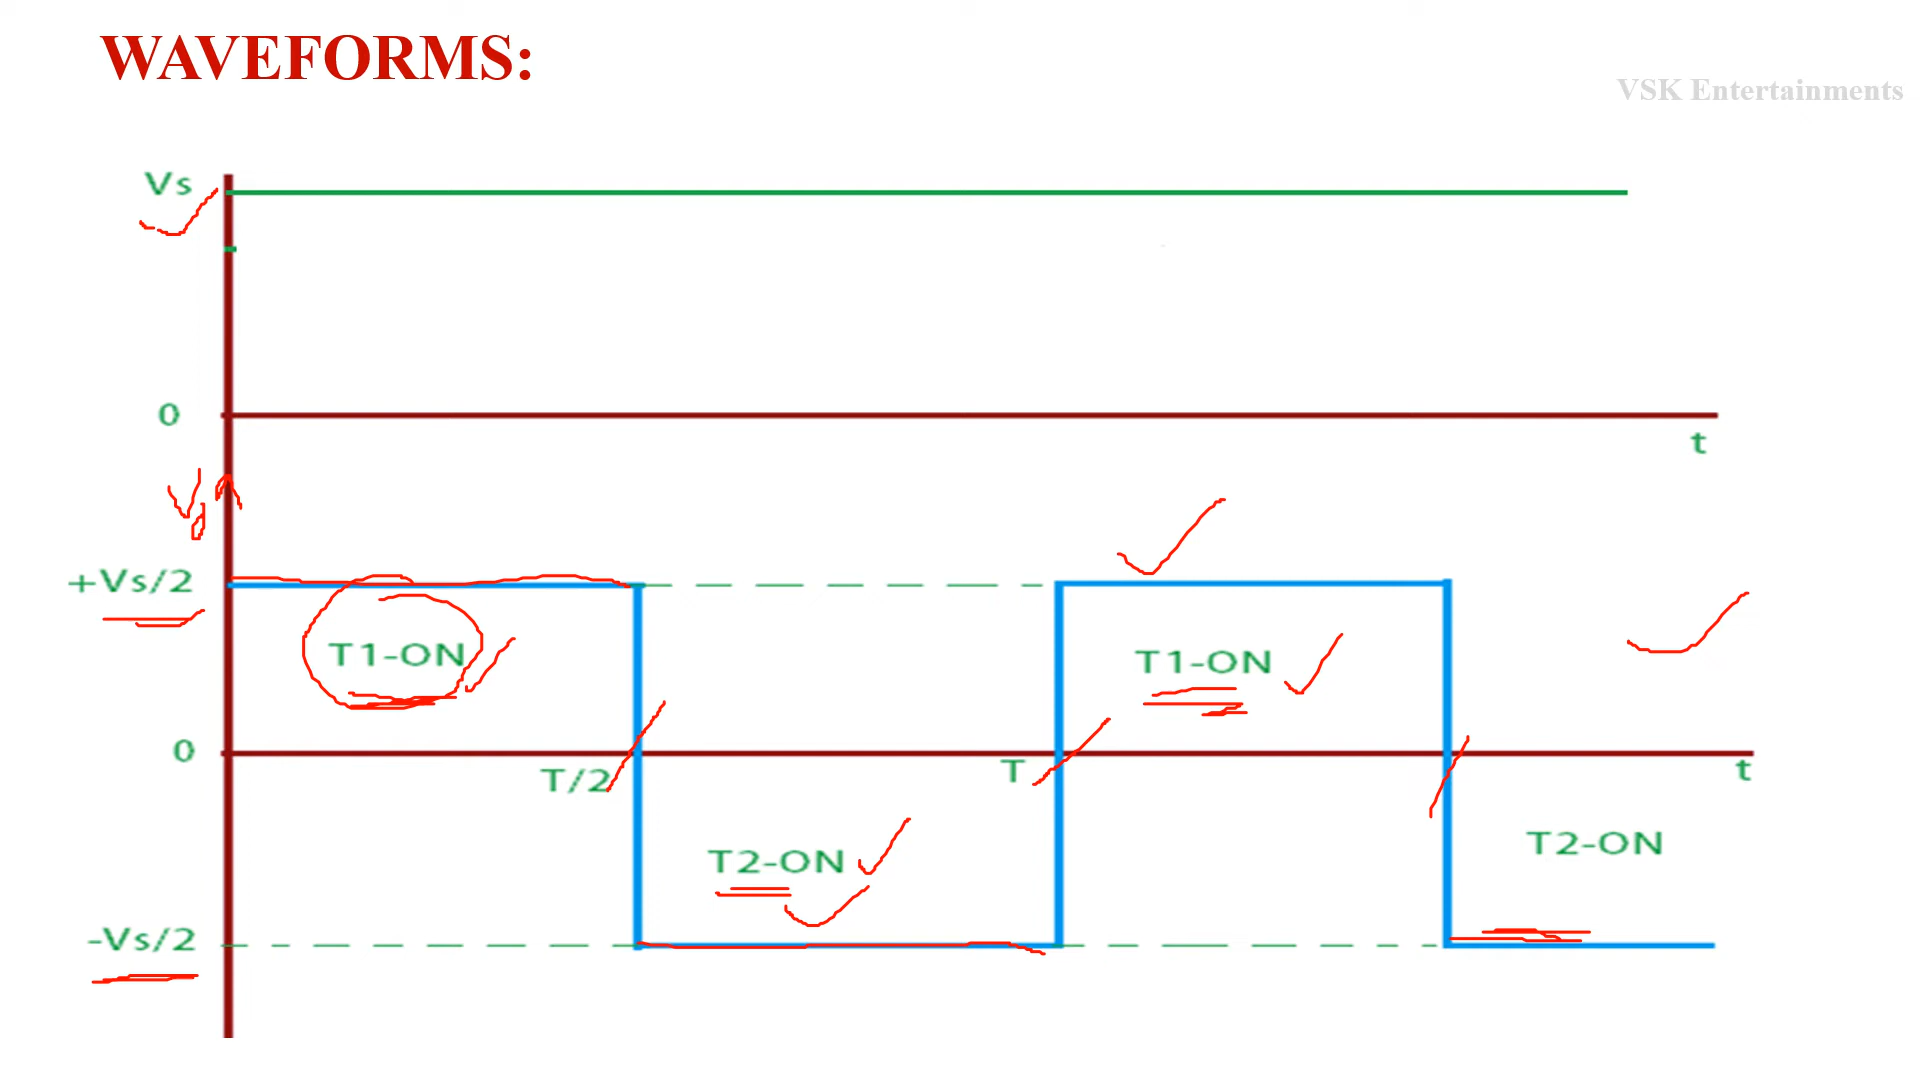 WAVEFORMS:
VSK Entertainments
Vs
0
t
V0
+Vs/2
T1-ON
T1-ON
0
T/2
T
t
T2-ON
T2-ON
-Vs/2